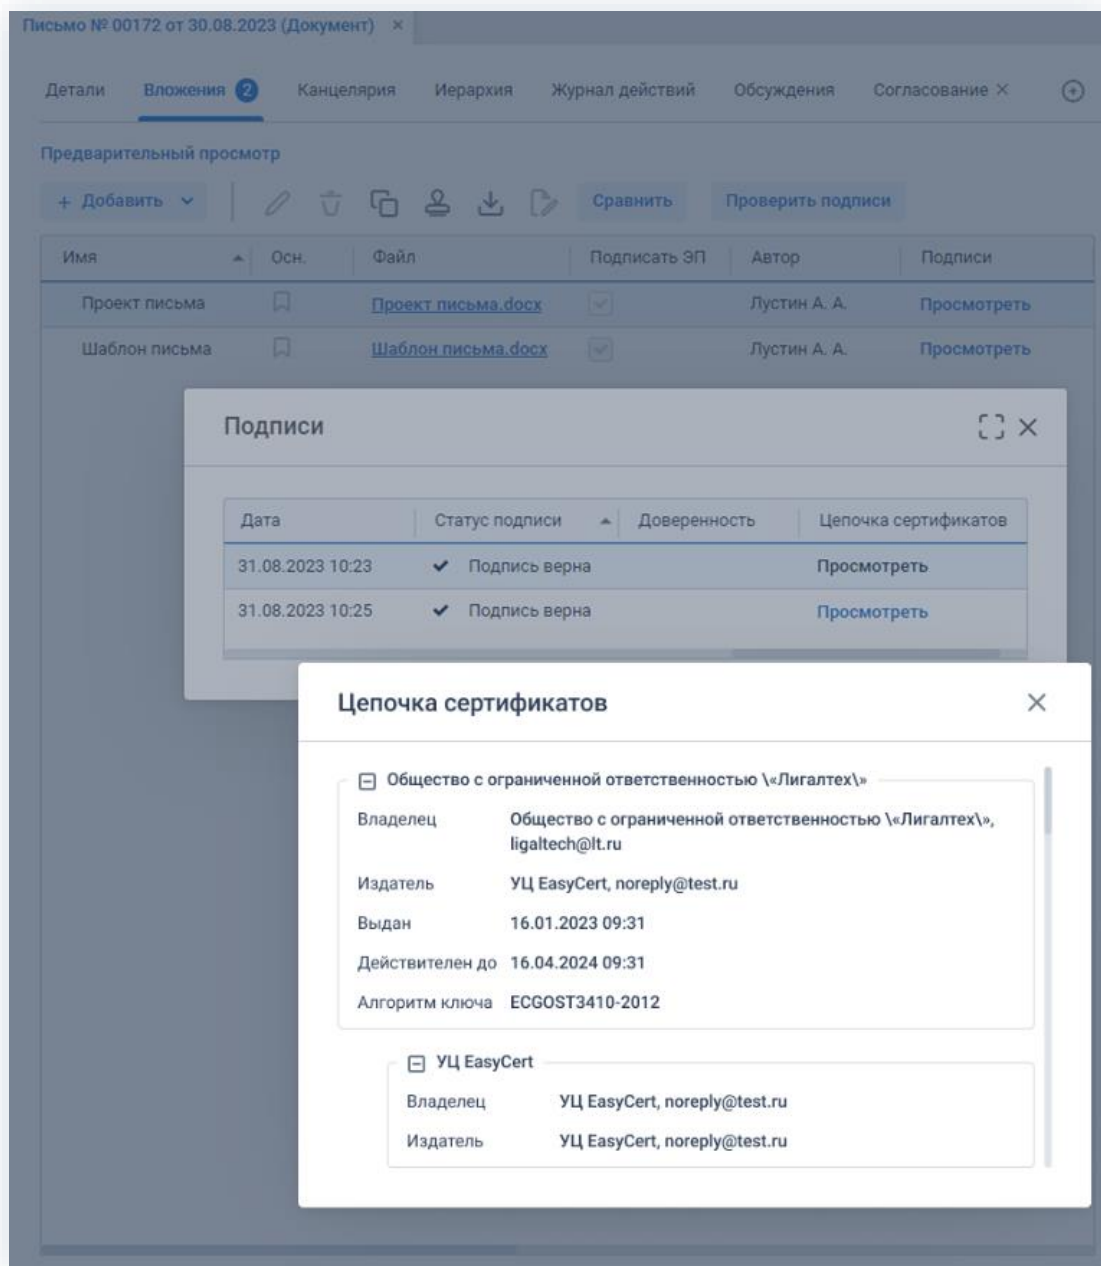 Письмо № 00172 от 30.08.2023 (Документ) ×
Детали Вложения 2 Канцелярия Иерархия Журнал действий Обсуждения Согласование ×
Предварительный просмотр
+ Добавить Сравнить Проверить подписи
Имя Осн. Файл Подписать ЭП Автор Подписи
Проект письма Проект письма.docx Лустин А. А. Просмотреть
Шаблон письма Шаблон письма.docx Лустин А. А. Просмотреть
Подписи
Дата Статус подписи Доверенность Цепочка сертификатов
31.08.2023 10:23 Подпись верна Просмотреть
31.08.2023 10:25 Подпись верна Просмотреть
Цепочка сертификатов
Общество с ограниченной ответственностью \«Лигалтех\»
Владелец Общество с ограниченной ответственностью \«Лигалтех\»,
ligaltech@lt.ru
Издатель УЦ EasyCert, noreply@test.ru
Выдан 16.01.2023 09:31
Действителен до 16.04.2024 09:31
Алгоритм ключа ECGOST3410-2012
УЦ EasyCert
Владелец УЦ EasyCert, noreply@test.ru
Издатель УЦ EasyCert, noreply@test.ru